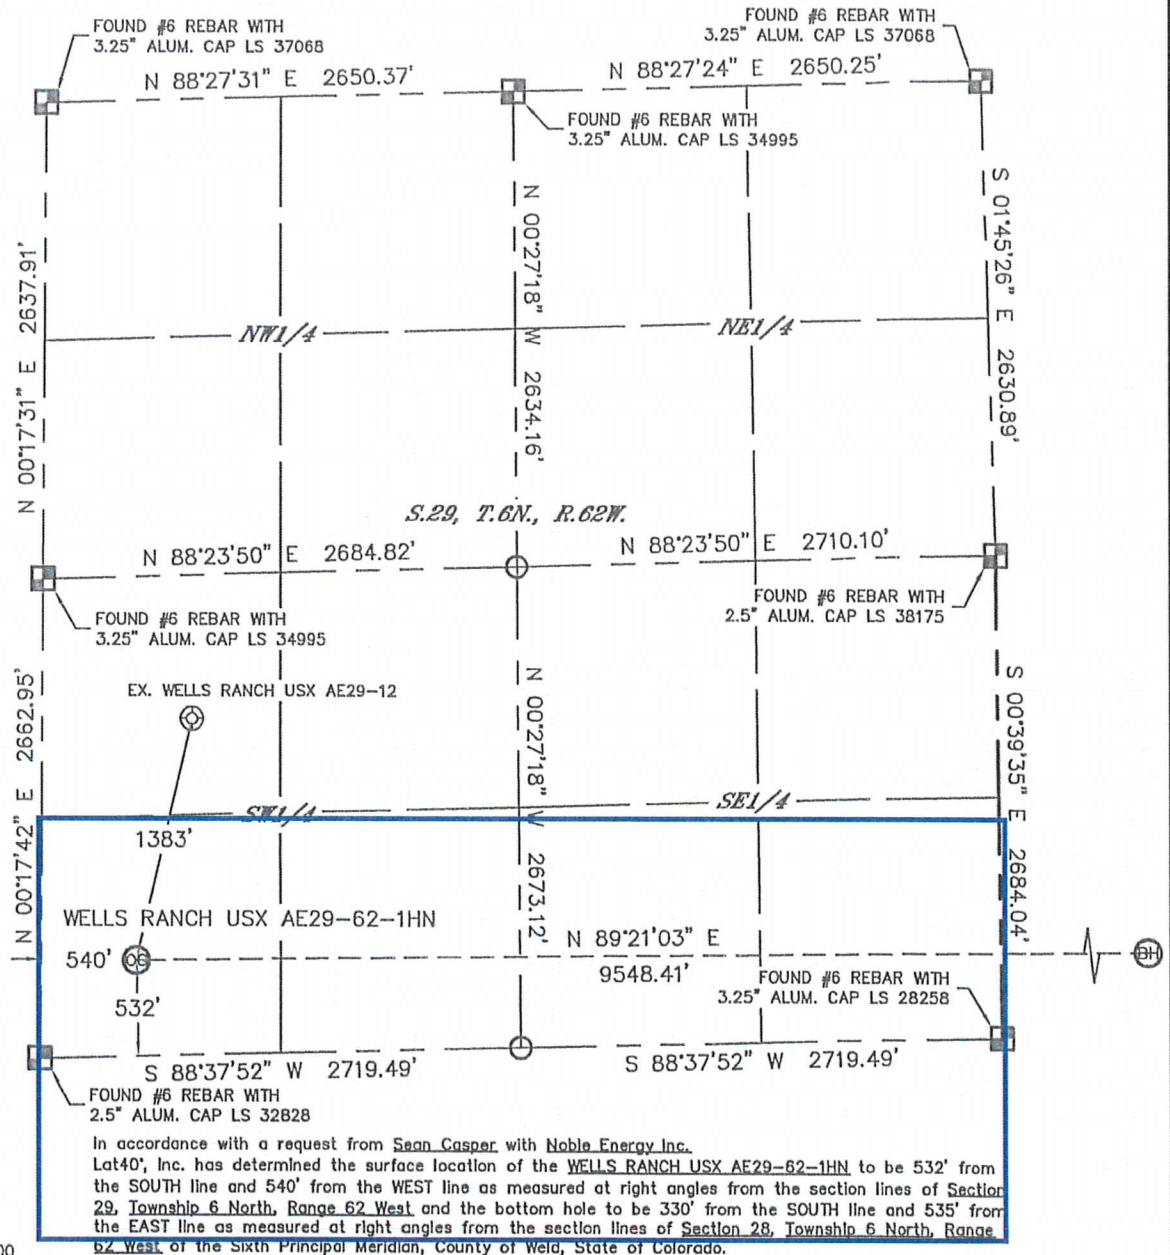 FOUND #6 REBAR WITH
3.25" ALUM. CAP LS 37068
FOUND #6 REBAR WITH
3.25" ALUM. CAP LS 37068
N 88°27'31" E 2650.37'
N 88°27'24" E 2650.25'
FOUND #6 REBAR WITH
3.25" ALUM. CAP LS 34995
N 00°17'31" E 2637.91'
N 00°27'18" W 2634.16'
S 01°45'26" E 2630.89'
NW1/4
NE1/4
S.29, T.6N., R.62W.
N 88°23'50" E 2684.82'
N 88°23'50" E 2710.10'
FOUND #6 REBAR WITH
3.25" ALUM. CAP LS 34995
FOUND #6 REBAR WITH
2.5" ALUM. CAP LS 38175
EX. WELLS RANCH USX AE29-12
N 00°17'42" E 2662.95'
N 00°27'18" W 2673.12'
S 00°39'35" E 2684.04'
SW1/4
SE1/4
1383'
WELLS RANCH USX AE29-62-1HN
540'
OG
532'
N 89°21'03" E
9548.41'
BH
FOUND #6 REBAR WITH
3.25" ALUM. CAP LS 28258
S 88°37'52" W 2719.49'
S 88°37'52" W 2719.49'
FOUND #6 REBAR WITH
2.5" ALUM. CAP LS 32828
In accordance with a request from Sean Casper with Noble Energy Inc.
Lat40°, Inc. has determined the surface location of the WELLS RANCH USX AE29-62-1HN to be 532' from
the SOUTH line and 540' from the WEST line as measured at right angles from the section lines of Section
29, Township 6 North, Range 62 West and the bottom hole to be 330' from the SOUTH line and 535' from
the EAST line as measured at right angles from the section lines of Section 28, Township 6 North, Range
62 West of the Sixth Principal Meridian, County of Weld, State of Colorado.